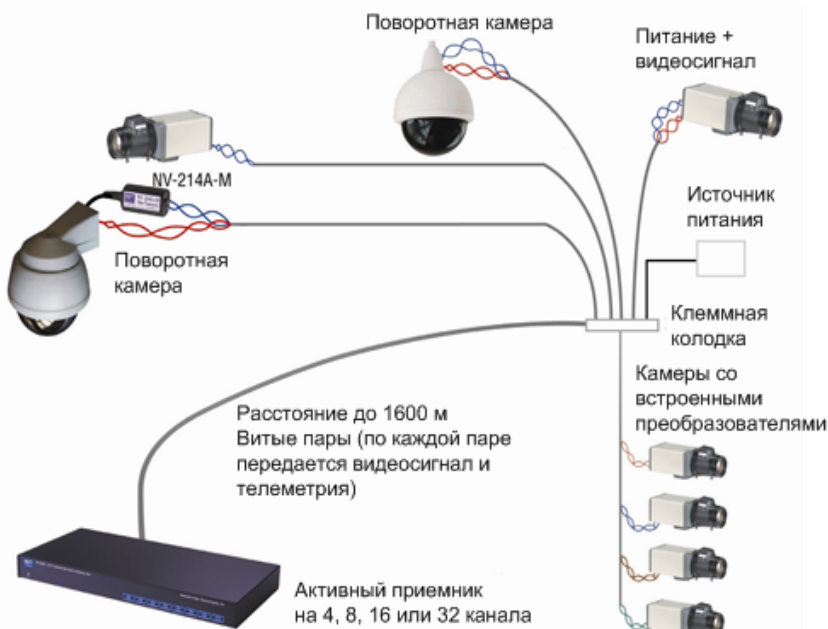 Поворотная камера
Питание +
видеосигнал
NV-214A-M
Источник
питания
Поворотная
камера
Клеммная
колодка
Камеры со
встроенными
преобразователями
Расстояние до 1600 м
Витые пары (по каждой паре
передается видеосигнал и
телеметрия)
Активный приемник
на 4, 8, 16 или 32 канала